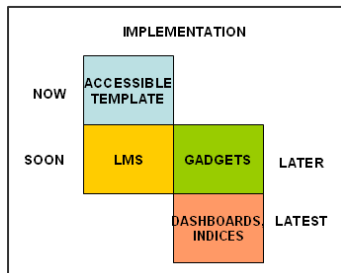 IMPLEMENTATION
NOW
ACCESSIBLE
TEMPLATE
SOON
LMS
GADGETS
LATER
DASHBOARDS,
INDICES
LATEST